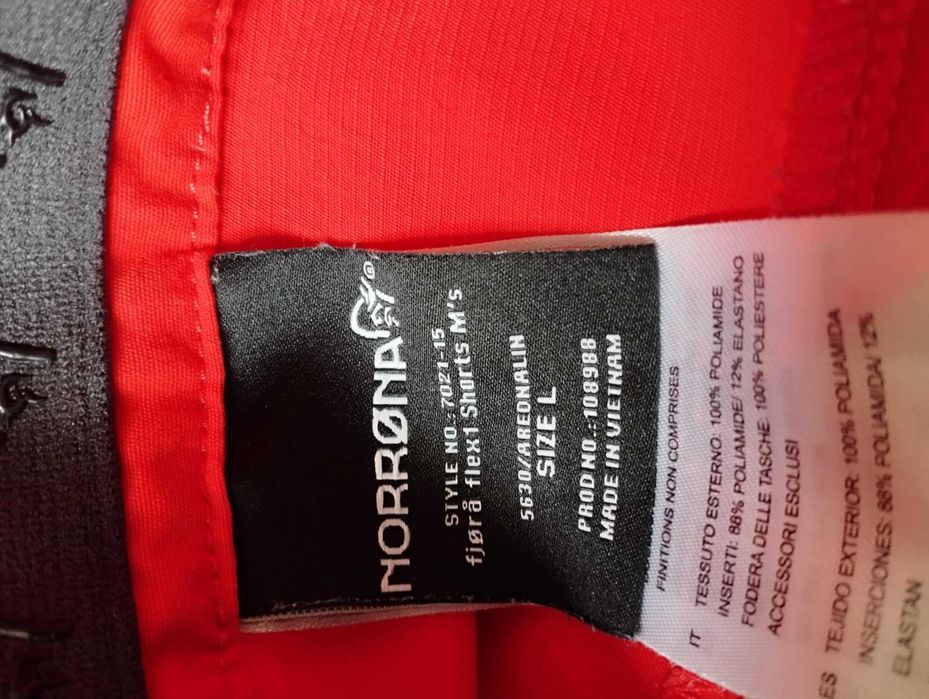 NORRØNA®
STYLE NO.:7021-15
fjørå flex1 Shorts M's
5630/AREDNALIN
SIZE L
PROD NO.:108988
MADE IN VIETNAM
FINITIONS NON COMPRISES
IT TESSUTO ESTERNO: 100% POLIAMIDE
INSERTI: 88% POLIAMIDE/ 12% ELASTANO
FODERA DELLE TASCHE: 100% POLIESTERE
ACCESSORI ESCLUSI
ES TEJIDO EXTERIOR: 100% POLIAMIDA
INSERCIONES: 88% POLIAMIDA/ 12%
ELASTAN